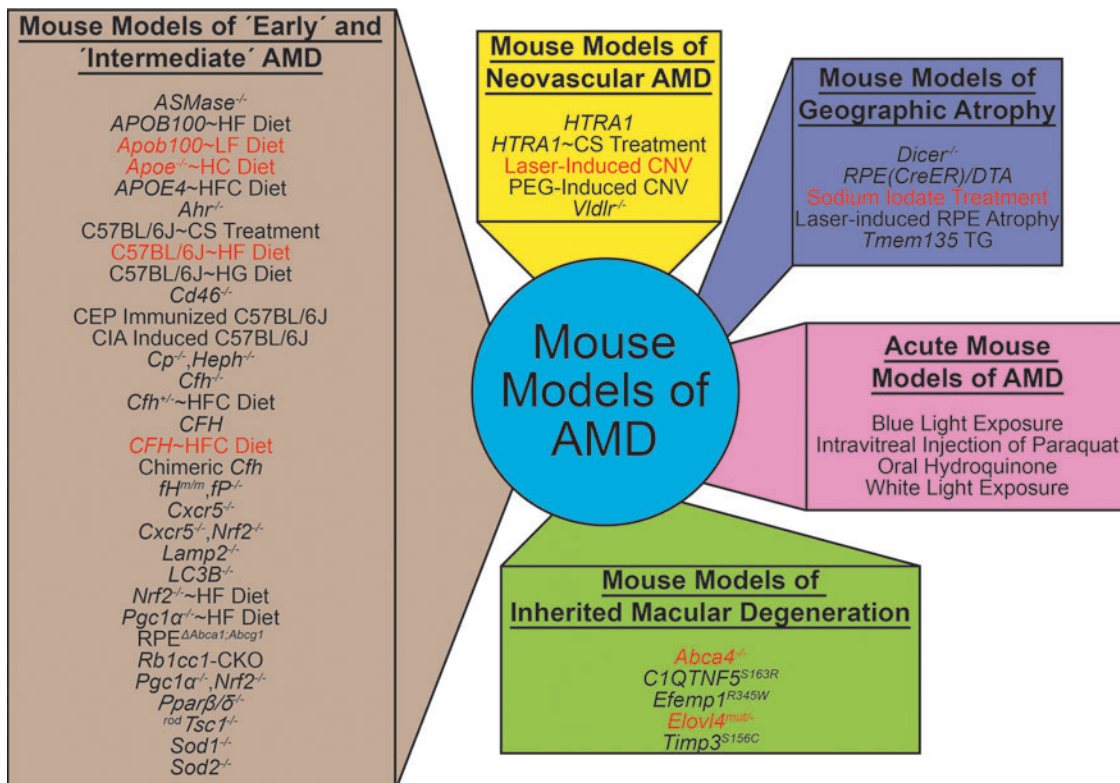 Mouse Models of ´Early´ and
´Intermediate´ AMD
ASMase-/-
APOB100~HF Diet
Apob100~LF Diet
Apoe-/-~HC Diet
APOE4~HFC Diet
Ahr-/-
C57BL/6J~CS Treatment
C57BL/6J~HF Diet
C57BL/6J~HG Diet
Cd46-/-
CEP Immunized C57BL/6J
CIA Induced C57BL/6J
Cp-/-,Heph-/-
Cfh-/-
Cfh+/-~HFC Diet
CFH
CFH~HFC Diet
Chimeric Cfh
fHm/m,fP-/-
Cxcr5-/-
Cxcr5-/-,Nrf2-/-
Lamp2-/-
LC3B-/-
Nrf2-/-~HF Diet
Pgc1α-/-~HF Diet
RPEΔAbca1;Abcg1
Rb1cc1-CKO
Pgc1α-/-,Nrf2-/-
Pparβ/δ-/-
rodTsc1-/-
Sod1-/-
Sod2-/-
Mouse Models of
Neovascular AMD
HTRA1
HTRA1~CS Treatment
Laser-Induced CNV
PEG-Induced CNV
Vldlr-/-
Mouse Models of
Geographic Atrophy
Dicer-/-
RPE(CreER)/DTA
Sodium Iodate Treatment
Laser-induced RPE Atrophy
Tmem135 TG
Mouse
Models of
AMD
Acute Mouse
Models of AMD
Blue Light Exposure
Intravitreal Injection of Paraquat
Oral Hydroquinone
White Light Exposure
Mouse Models of
Inherited Macular Degeneration
Abca4-/-
C1QTNF5S163R
Efemp1R345W
Elovl4mut/-
Timp3S156C